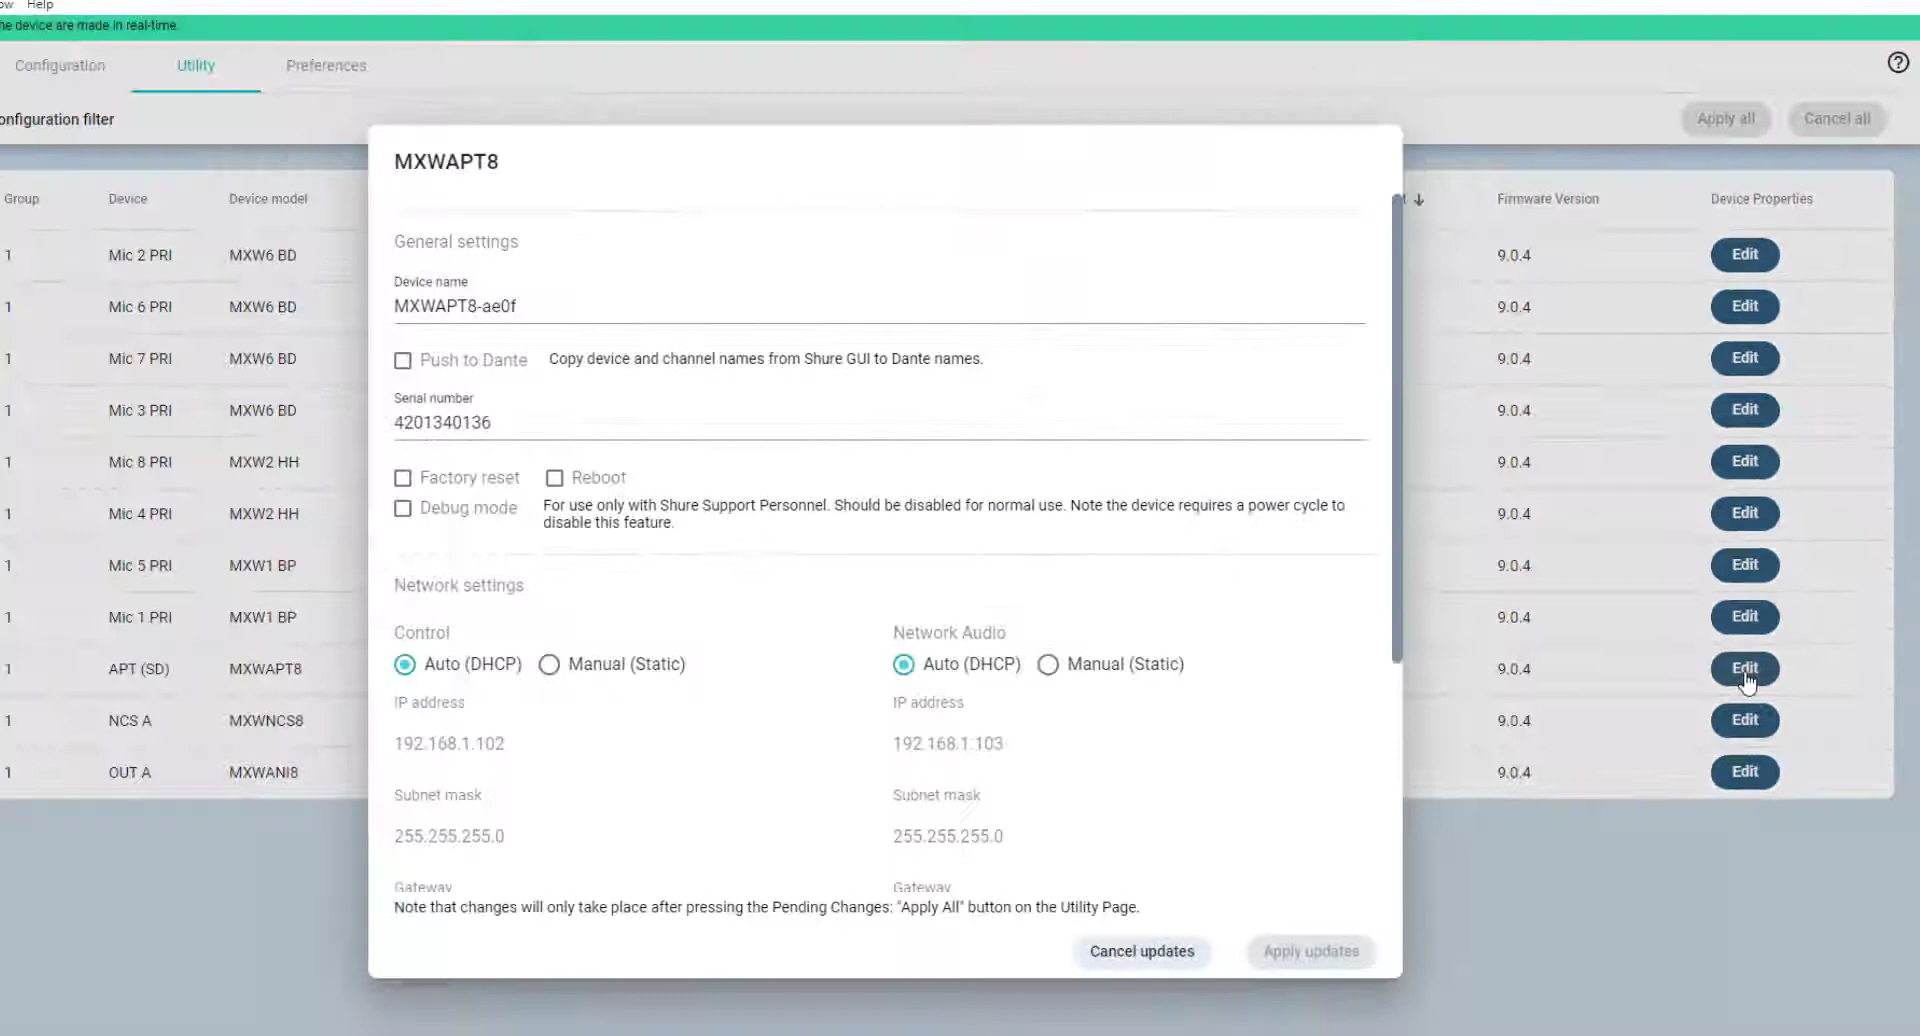 Help
he device are made in real-time.
Configuration Utility Preferences
onfiguration filter
Apply all Cancel all
MXWAPT8
Group Device Device model Firmware Version Device Properties
General settings
1 Mic 2 PRI MXW6 BD 9.0.4 Edit
Device name
1 Mic 6 PRI MXW6 BD MXWAPT8-ae0f 9.0.4 Edit
1 Mic 7 PRI MXW6 BD Push to Dante Copy device and channel names from Shure GUI to Dante names. 9.0.4 Edit
Serial number
1 Mic 3 PRI MXW6 BD 4201340136 9.0.4 Edit
1 Mic 8 PRI MXW2 HH Factory reset Reboot 9.0.4 Edit
1 Mic 4 PRI MXW2 HH Debug mode For use only with Shure Support Personnel. Should be disabled for normal use. Note the device requires a power cycle to 9.0.4 Edit
disable this feature.
1 Mic 5 PRI MXW1 BP Network settings 9.0.4 Edit
1 Mic 1 PRI MXW1 BP Control Network Audio 9.0.4 Edit
1 APT (SD) MXWAPT8 Auto (DHCP) Manual (Static) Auto (DHCP) Manual (Static) 9.0.4 Edit
IP address IP address
1 NCS A MXWNCS8 192.168.1.102 192.168.1.103 9.0.4 Edit
1 OUT A MXWANI8 Subnet mask Subnet mask 9.0.4 Edit
255.255.255.0 255.255.255.0
Gateway Gateway
Note that changes will only take place after pressing the Pending Changes: "Apply All" button on the Utility Page.
Cancel updates Apply updates